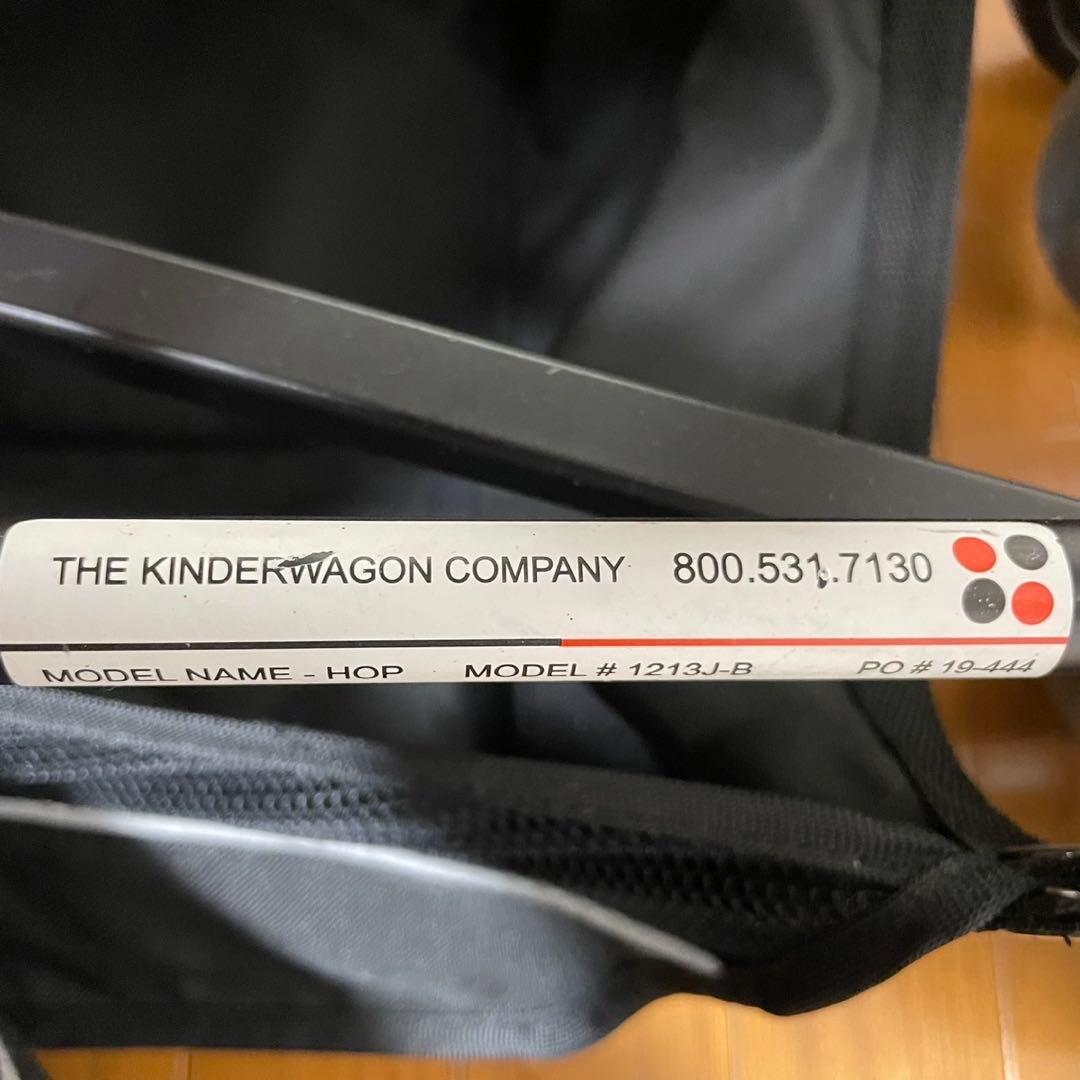 THE KINDERWAGON COMPANY 800.531.7130
MODEL NAME - HOP MODEL # 1213J-B PO # 19-444